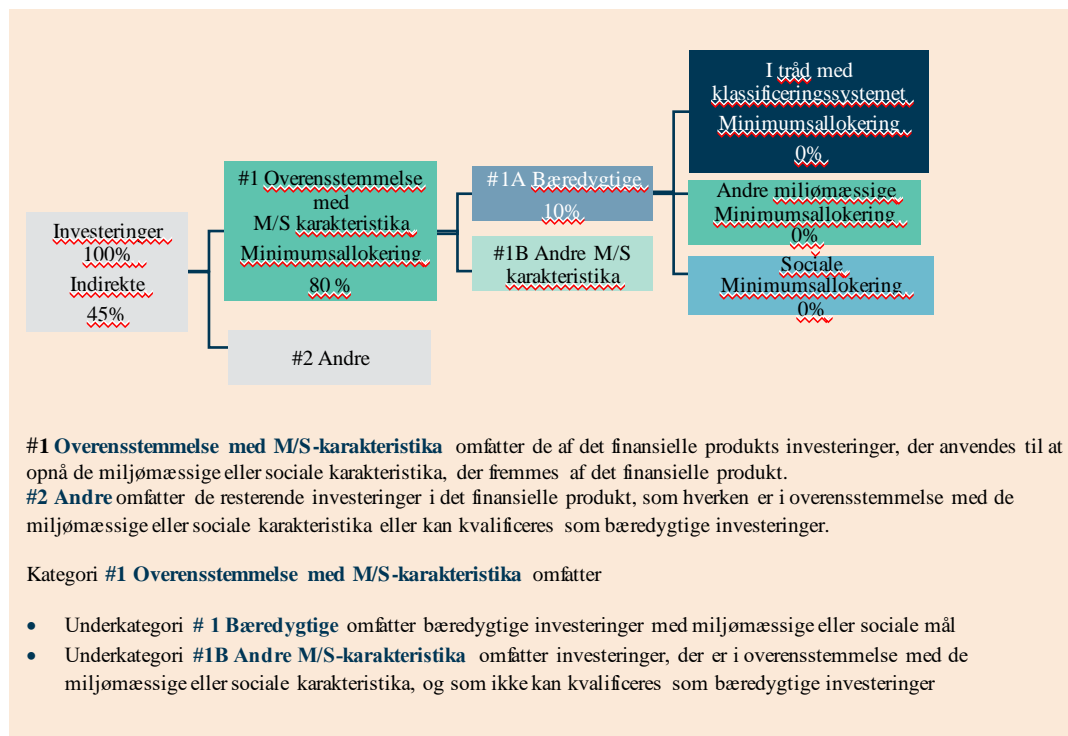 Investeringer
100%
Indirekte
45%
#1 Overensstemmelse
med
M/S karakteristika
Minimumsallokering
80 %
#2 Andre
#1A Bæredygtige
10%
#1B Andre M/S
karakteristika
I tråd med
klassificeringssystemet
Minimumsallokering
0%
Andre miljømæssige
Minimumsallokering
0%
Sociale
Minimumsallokering
0%
#1 Overensstemmelse med M/S-karakteristika omfatter de af det finansielle produkts investeringer, der anvendes til at
opnå de miljømæssige eller sociale karakteristika, der fremmes af det finansielle produkt.
#2 Andre omfatter de resterende investeringer i det finansielle produkt, som hverken er i overensstemmelse med de
miljømæssige eller sociale karakteristika eller kan kvalificeres som bæredygtige investeringer.
Kategori #1 Overensstemmelse med M/S-karakteristika omfatter
• Underkategori # 1 Bæredygtige omfatter bæredygtige investeringer med miljømæssige eller sociale mål
• Underkategori #1B Andre M/S-karakteristika omfatter investeringer, der er i overensstemmelse med de
miljømæssige eller sociale karakteristika, og som ikke kan kvalificeres som bæredygtige investeringer